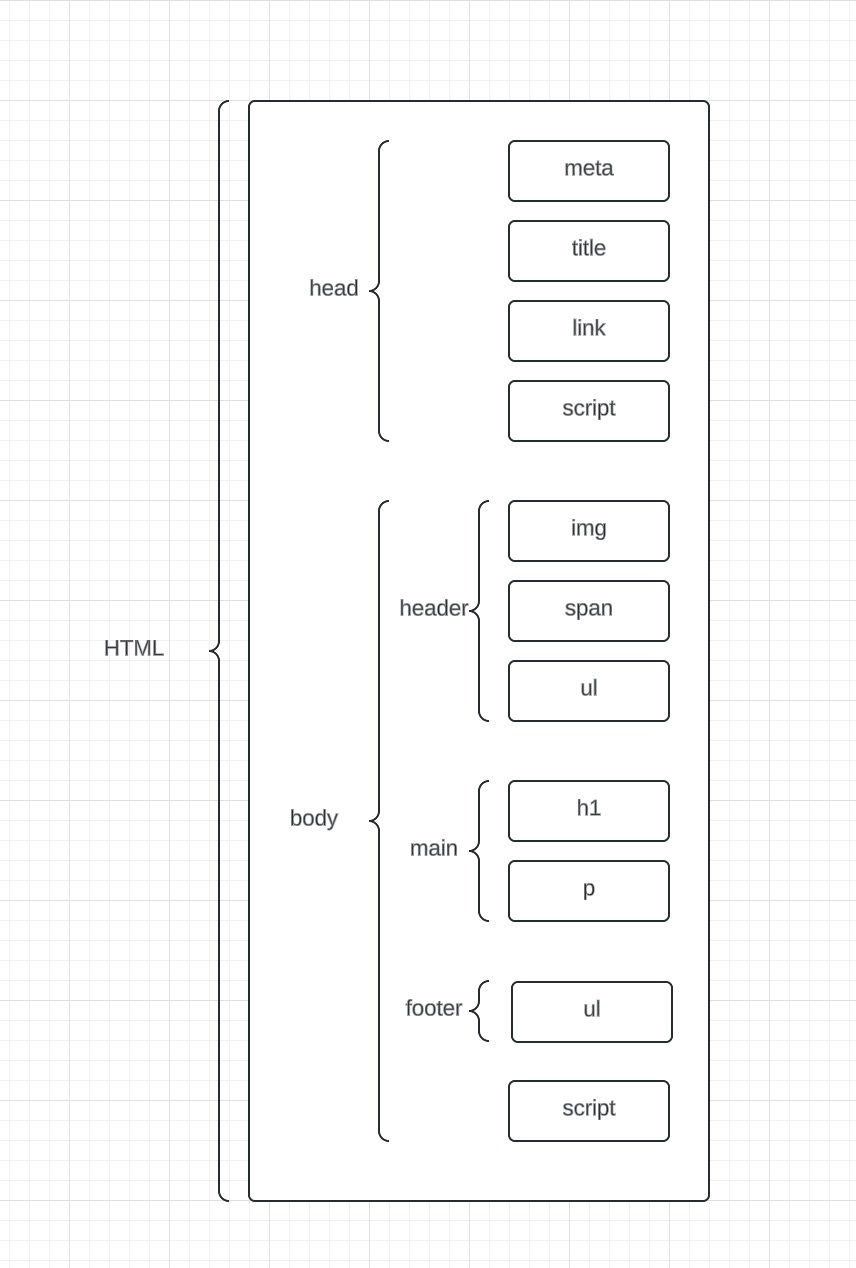 HTML
head
meta
title
link
script
body
header
img
span
ul
main
h1
p
footer
ul
script